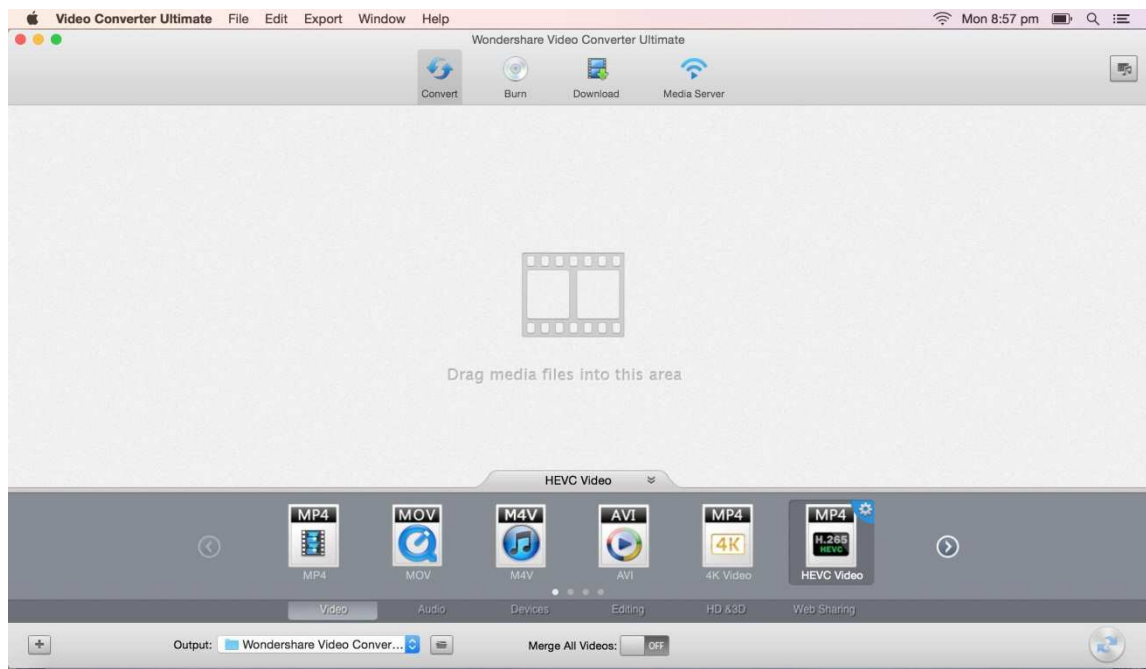 Video Converter Ultimate File Edit Export Window Help Mon 8:57 pm
Wondershare Video Converter Ultimate
Convert Burn Download Media Server
Drag media files into this area
HEVC Video
MP4 MOV M4V AVI MP4 MP4
4K H.265
HEVC
MP4 MOV M4V AVI 4K Video HEVC Video
Video Audio Devices Editing HD &3D Web Sharing
Output: Wondershare Video Conver... Merge All Videos: OFF